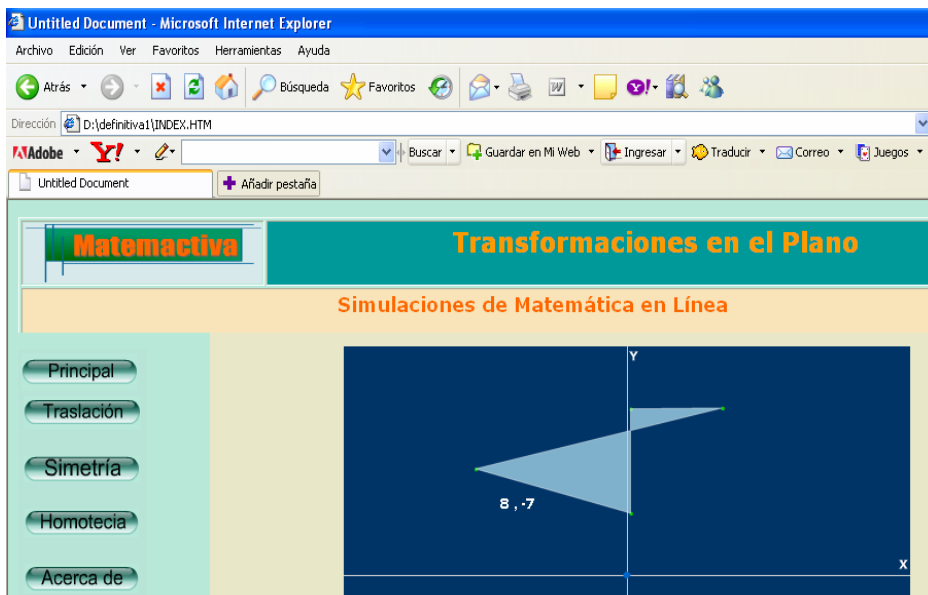 Untitled Document - Microsoft Internet Explorer
Archivo Edición Ver Favoritos Herramientas Ayuda
Atrás Búsqueda Favoritos
Dirección D:\definitiva1\INDEX.HTM
Adobe Y! Buscar Guardar en Mi Web Ingresar Traducir Correo Juegos
Untitled Document Añadir pestaña
Matemactiva Transformaciones en el Plano
Simulaciones de Matemática en Línea
Principal
Traslación
Simetría
Homotecia
Acerca de
Y
8 , -7
X